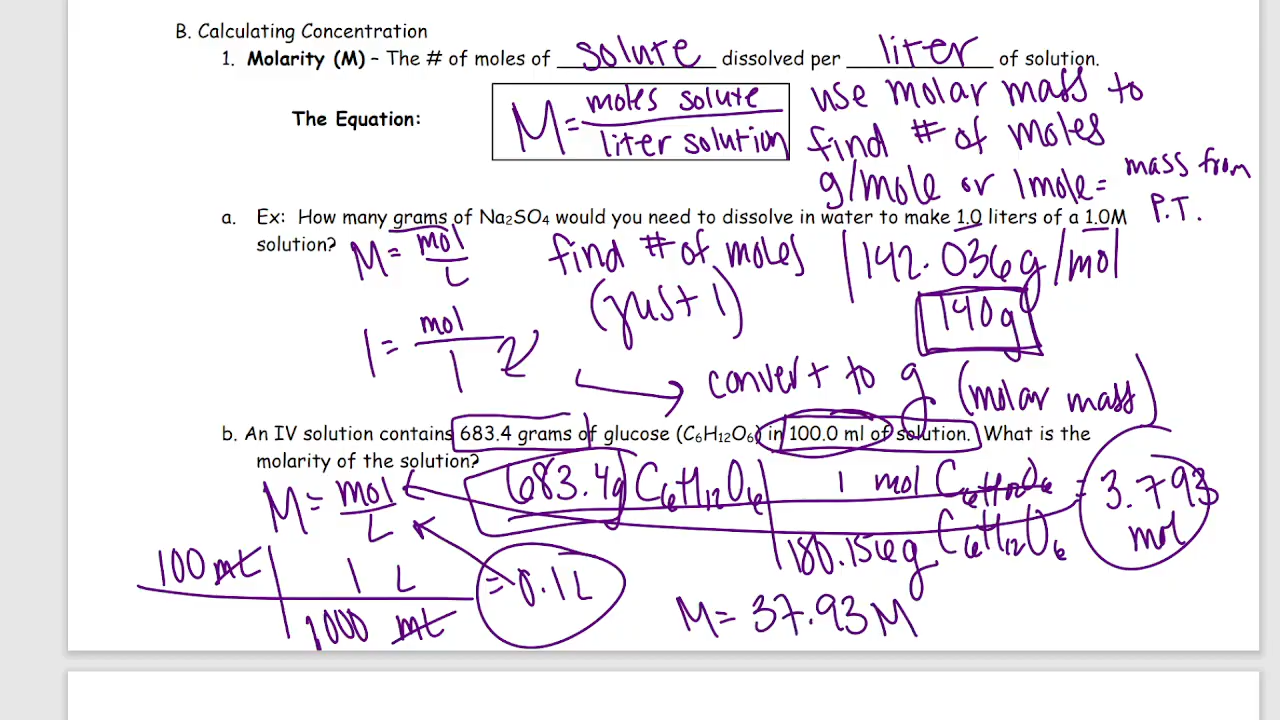 B. Calculating Concentration
1. Molarity (M) – The # of moles of solute dissolved per liter of solution.
The Equation:
M = moles solute / liter solution
use molar mass to
find # of moles
g/mole or 1 mole = mass from P.T.
a. Ex: How many grams of Na₂SO₄ would you need to dissolve in water to make 1.0 liters of a 1.0M
solution?
M = mol / L
find # of moles
(just 1)
142.036g/mol
140g
1 = mol / 1 L
convert to g (molar mass)
b. An IV solution contains 683.4 grams of glucose (C₆H₁₂O₆) in 100.0 ml of solution. What is the
molarity of the solution?
M = mol / L
683.4g C₆H₁₂O₆ | 1 mol C₆H₁₂O₆ = 3.793 mol
180.156g C₆H₁₂O₆
100 mL | 1 L = 0.1L
1000 mL
M = 37.93 M